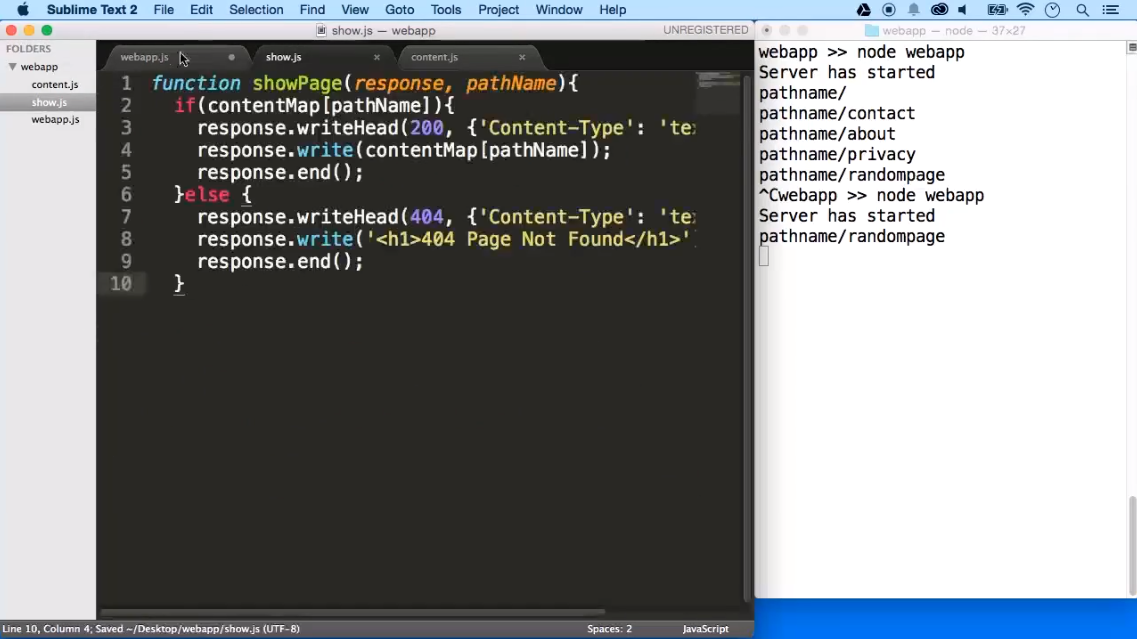 Sublime Text 2 File Edit Selection Find View Goto Tools Project Window Help
show.js — webapp UNREGISTERED
webapp — node — 37×27
FOLDERS
webapp
content.js
show.js
webapp.js
webapp.js show.js content.js
1 function showPage(response, pathName){
2 if(contentMap[pathName]){
3 response.writeHead(200, {'Content-Type': 'te
4 response.write(contentMap[pathName]);
5 response.end();
6 }else {
7 response.writeHead(404, {'Content-Type': 'te
8 response.write('<h1>404 Page Not Found</h1>'
9 response.end();
10 }
webapp >> node webapp
Server has started
pathname/
pathname/contact
pathname/about
pathname/privacy
pathname/randompage
^Cwebapp >> node webapp
Server has started
pathname/randompage
Line 10, Column 4; Saved ~/Desktop/webapp/show.js (UTF-8) Spaces: 2 JavaScript